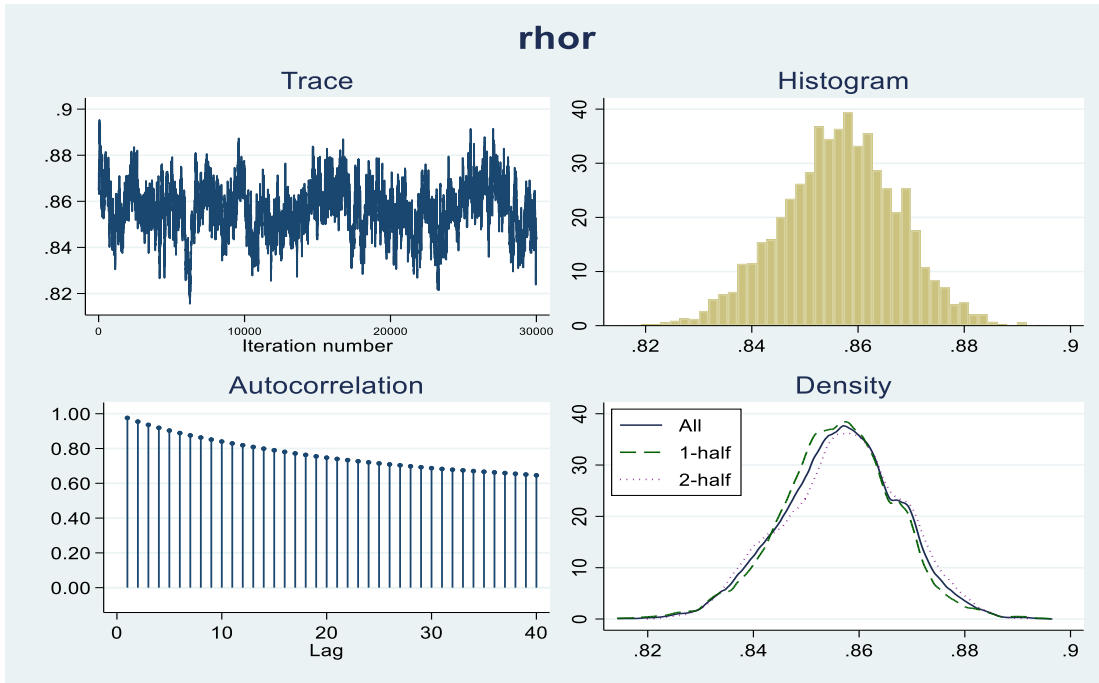 rhor
Trace
.9
.88
.86
.84
.82
0 10000 20000 30000
Iteration number
Histogram
40
30
20
10
0
.82 .84 .86 .88 .9
Autocorrelation
1.00
0.80
0.60
0.40
0.20
0.00
0 10 20 30 40
Lag
Density
40
30
20
10
0
All
1-half
2-half
.82 .84 .86 .88 .9